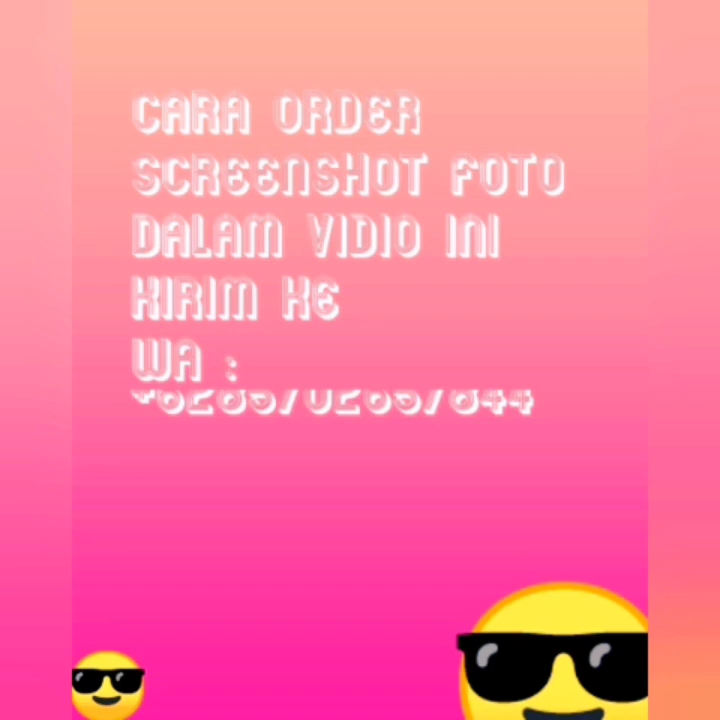 CARA ORDER
SCREENSHOT FOTO
DALAM VIDIO INI
KIRIM KE
WA :